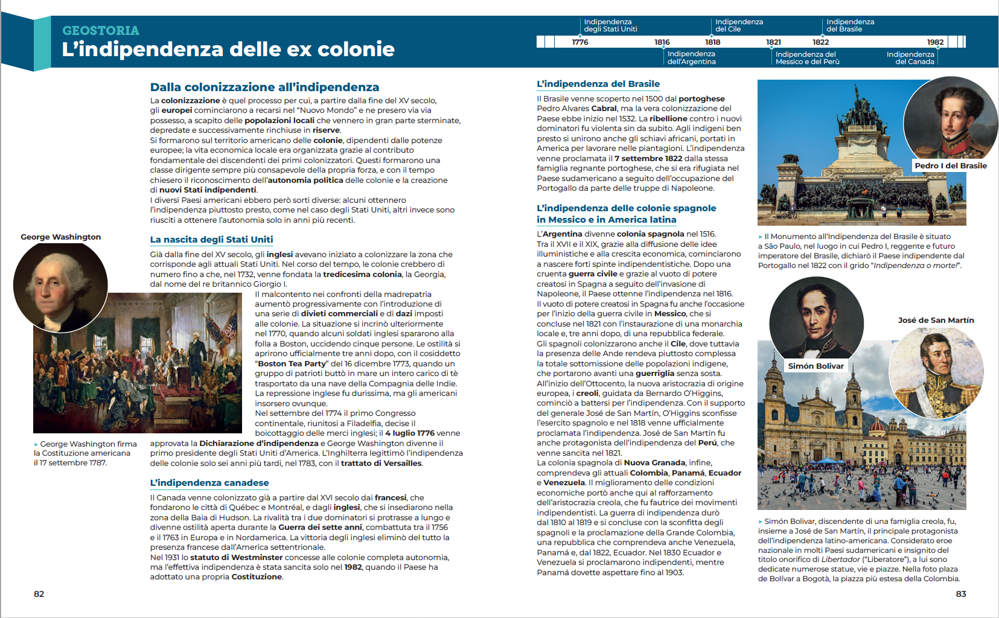 GEOSTORIA
L'indipendenza delle ex colonie
Indipendenza
degli Stati Uniti
Indipendenza
del Cile
Indipendenza
del Brasile
1776
1816
1818
1821
1822
1982
Indipendenza
dell'Argentina
Indipendenza del
Messico e del Perù
Indipendenza
del Canada
Dalla colonizzazione all'indipendenza
La colonizzazione è quel processo per cui, a partire dalla fine del XV secolo,
gli europei cominciarono a recarsi nel "Nuovo Mondo" e ne presero via via
possesso, a scapito delle popolazioni locali che vennero in gran parte sterminate,
depredate e successivamente rinchiuse in riserve.
Si formarono sul territorio americano delle colonie, dipendenti dalle potenze
europee; la vita economica locale era organizzata grazie al contributo
fondamentale dei discendenti dei primi colonizzatori. Questi formarono una
classe dirigente sempre più consapevole della propria forza, e con il tempo
chiesero il riconoscimento dell'autonomia politica delle colonie e la creazione
di nuovi Stati indipendenti.
I diversi Paesi americani ebbero però sorti diverse: alcuni ottennero
l'indipendenza piuttosto presto, come nel caso degli Stati Uniti, altri invece sono
riusciti a ottenere l'autonomia solo in anni più recenti.
George Washington
La nascita degli Stati Uniti
Già dalla fine del XV secolo, gli inglesi avevano iniziato a colonizzare la zona che
corrisponde agli attuali Stati Uniti. Nel corso del tempo, le colonie crebbero di
numero fino a che, nel 1732, venne fondata la tredicesima colonia, la Georgia,
dal nome del re britannico Giorgio I.
Il malcontento nei confronti della madrepatria
aumentò progressivamente con l'introduzione di
una serie di divieti commerciali e di dazi imposti
alle colonie. La situazione si incrinò ulteriormente
nel 1770, quando alcuni soldati inglesi spararono alla
folla a Boston, uccidendo cinque persone. Le ostilità si
aprirono ufficialmente tre anni dopo, con il cosiddetto
"Boston Tea Party" del 16 dicembre 1773, quando un
gruppo di patrioti buttò in mare un intero carico di tè
trasportato da una nave della Compagnia delle Indie.
La repressione inglese fu durissima, ma gli americani
insorsero ovunque.
Nel settembre del 1774 il primo Congresso
continentale, riunitosi a Filadelfia, decise il
boicottaggio delle merci inglesi; il 4 luglio 1776 venne
approvata la Dichiarazione d'indipendenza e George Washington divenne il
primo presidente degli Stati Uniti d'America. L'Inghilterra legittimò l'indipendenza
delle colonie solo sei anni più tardi, nel 1783, con il trattato di Versailles.
▸ George Washington firma
la Costituzione americana
il 17 settembre 1787.
L'indipendenza canadese
Il Canada venne colonizzato già a partire dal XVI secolo dai francesi, che
fondarono le città di Québec e Montréal, e dagli inglesi, che si insediarono nella
zona della Baia di Hudson. La rivalità tra i due dominatori si protrasse a lungo e
divenne ostilità aperta durante la Guerra dei sette anni, combattuta tra il 1756
e il 1763 in Europa e in Nordamerica. La vittoria degli inglesi eliminò del tutto la
presenza francese dall'America settentrionale.
Nel 1931 lo statuto di Westminster concesse alle colonie completa autonomia,
ma l'effettiva indipendenza è stata sancita solo nel 1982, quando il Paese ha
adottato una propria Costituzione.
82
L'indipendenza del Brasile
Il Brasile venne scoperto nel 1500 dal portoghese
Pedro Alvares Cabral, ma la vera colonizzazione del
Paese ebbe inizio nel 1532. La ribellione contro i nuovi
dominatori fu violenta sin da subito. Agli indigeni ben
presto si unirono anche gli schiavi africani, portati in
America per lavorare nelle piantagioni. L'indipendenza
venne proclamata il 7 settembre 1822 dalla stessa
famiglia regnante portoghese, che si era rifugiata nel
Paese sudamericano a seguito dell'occupazione del
Portogallo da parte delle truppe di Napoleone.
L'indipendenza delle colonie spagnole
in Messico e in America latina
L'Argentina divenne colonia spagnola nel 1516.
Tra il XVII e il XIX, grazie alla diffusione delle idee
illuministiche e alla crescita economica, cominciarono
a nascere forti spinte indipendentistiche. Dopo una
cruenta guerra civile e grazie al vuoto di potere
creatosi in Spagna a seguito dell'invasione di
Napoleone, il Paese ottenne l'indipendenza nel 1816.
Il vuoto di potere creatosi in Spagna fu anche l'occasione
per l'inizio della guerra civile in Messico, che si
concluse nel 1821 con l'instaurazione di una monarchia
locale e, tre anni dopo, di una repubblica federale.
Gli spagnoli colonizzarono anche il Cile, dove tuttavia
la presenza delle Ande rendeva piuttosto complessa
la totale sottomissione delle popolazioni indigene,
che portarono avanti una guerriglia senza sosta.
All'inizio dell'Ottocento, la nuova aristocrazia di origine
europea, i creoli, guidata da Bernardo O'Higgins,
cominciò a battersi per l'indipendenza. Con il supporto
del generale José de San Martín, O'Higgins sconfisse
l'esercito spagnolo e nel 1818 venne ufficialmente
proclamata l'indipendenza. José de San Martín fu
anche protagonista dell'indipendenza del Perú, che
venne sancita nel 1821.
La colonia spagnola di Nuova Granada, infine,
comprendeva gli attuali Colombia, Panamá, Ecuador
e Venezuela. Il miglioramento delle condizioni
economiche portò anche qui al rafforzamento
dell'aristocrazia creola, che fu fautrice dei movimenti
indipendentisti. La guerra di indipendenza durò
dal 1810 al 1819 e si concluse con la sconfitta degli
spagnoli e la proclamazione della Grande Colombia,
una repubblica che comprendeva anche Venezuela,
Panamá e, dal 1822, Ecuador. Nel 1830 Ecuador e
Venezuela si proclamarono indipendenti, mentre
Panamá dovette aspettare fino al 1903.
Pedro I del Brasile
▸ Il Monumento all'Indipendenza del Brasile è situato
a São Paulo, nel luogo in cui Pedro I, reggente e futuro
imperatore del Brasile, dichiarò il Paese indipendente dal
Portogallo nel 1822 con il grido "Indipendenza o morte!".
José de San Martín
Simón Bolivar
▸ Simón Bolivar, discendente di una famiglia creola, fu,
insieme a José de San Martín, il principale protagonista
dell'indipendenza latino-americana. Considerato eroe
nazionale in molti Paesi sudamericani e insignito del
titolo onorifico di Libertador ("Liberatore"), a lui sono
dedicate numerose statue, vie e piazze. Nella foto plaza
de Bolívar a Bogotà, la piazza più estesa della Colombia.
83